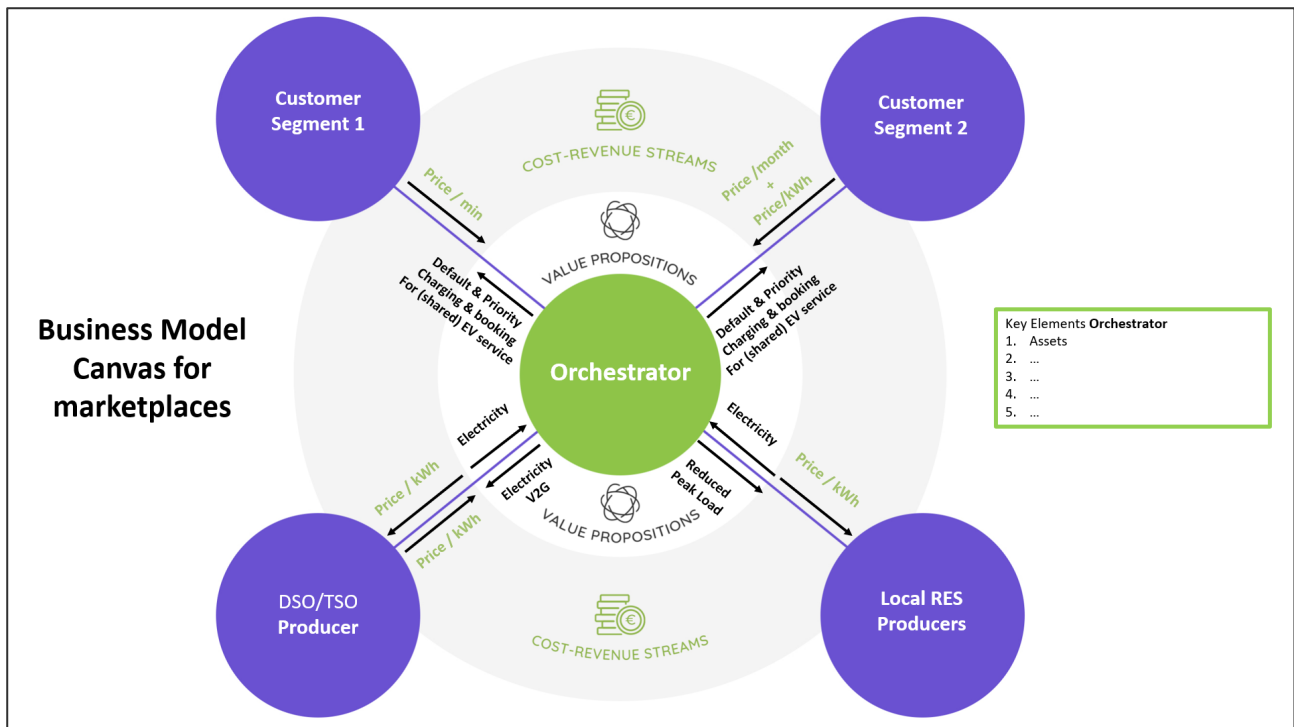 Business Model
Canvas for
marketplaces
Customer
Segment 1
Customer
Segment 2
COST-REVENUE STREAMS
Price / min
Price /month
+
Price/kWh
VALUE PROPOSITIONS
Default & Priority
Charging & booking
For (shared) EV service
Default & Priority
Charging & booking
For (shared) EV service
Orchestrator
Key Elements Orchestrator
1. Assets
2. ...
3. ...
4. ...
5. ...
Electricity
Price / kWh
Electricity
V2G
Price / kWh
Electricity
Price / kWh
Reduced
Peak Load
VALUE PROPOSITIONS
COST-REVENUE STREAMS
DSO/TSO
Producer
Local RES
Producers